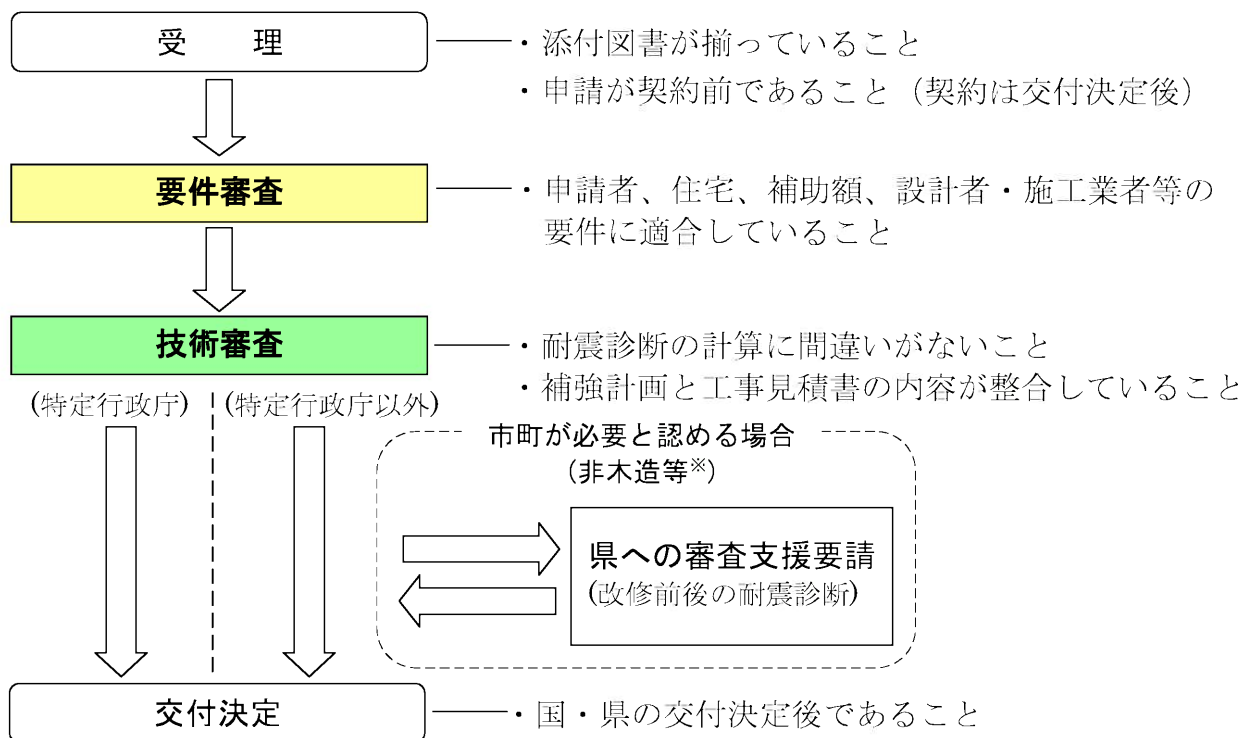 受　　理
・添付図書が揃っていること
・申請が契約前であること（契約は交付決定後）
要件審査
・申請者、住宅、補助額、設計者・施工業者等の
要件に適合していること
技術審査
・耐震診断の計算に間違いがないこと
・補強計画と工事見積書の内容が整合していること
(特定行政庁)
(特定行政庁以外)
市町が必要と認める場合
(非木造等※)
県への審査支援要請
(改修前後の耐震診断)
交付決定
・国・県の交付決定後であること